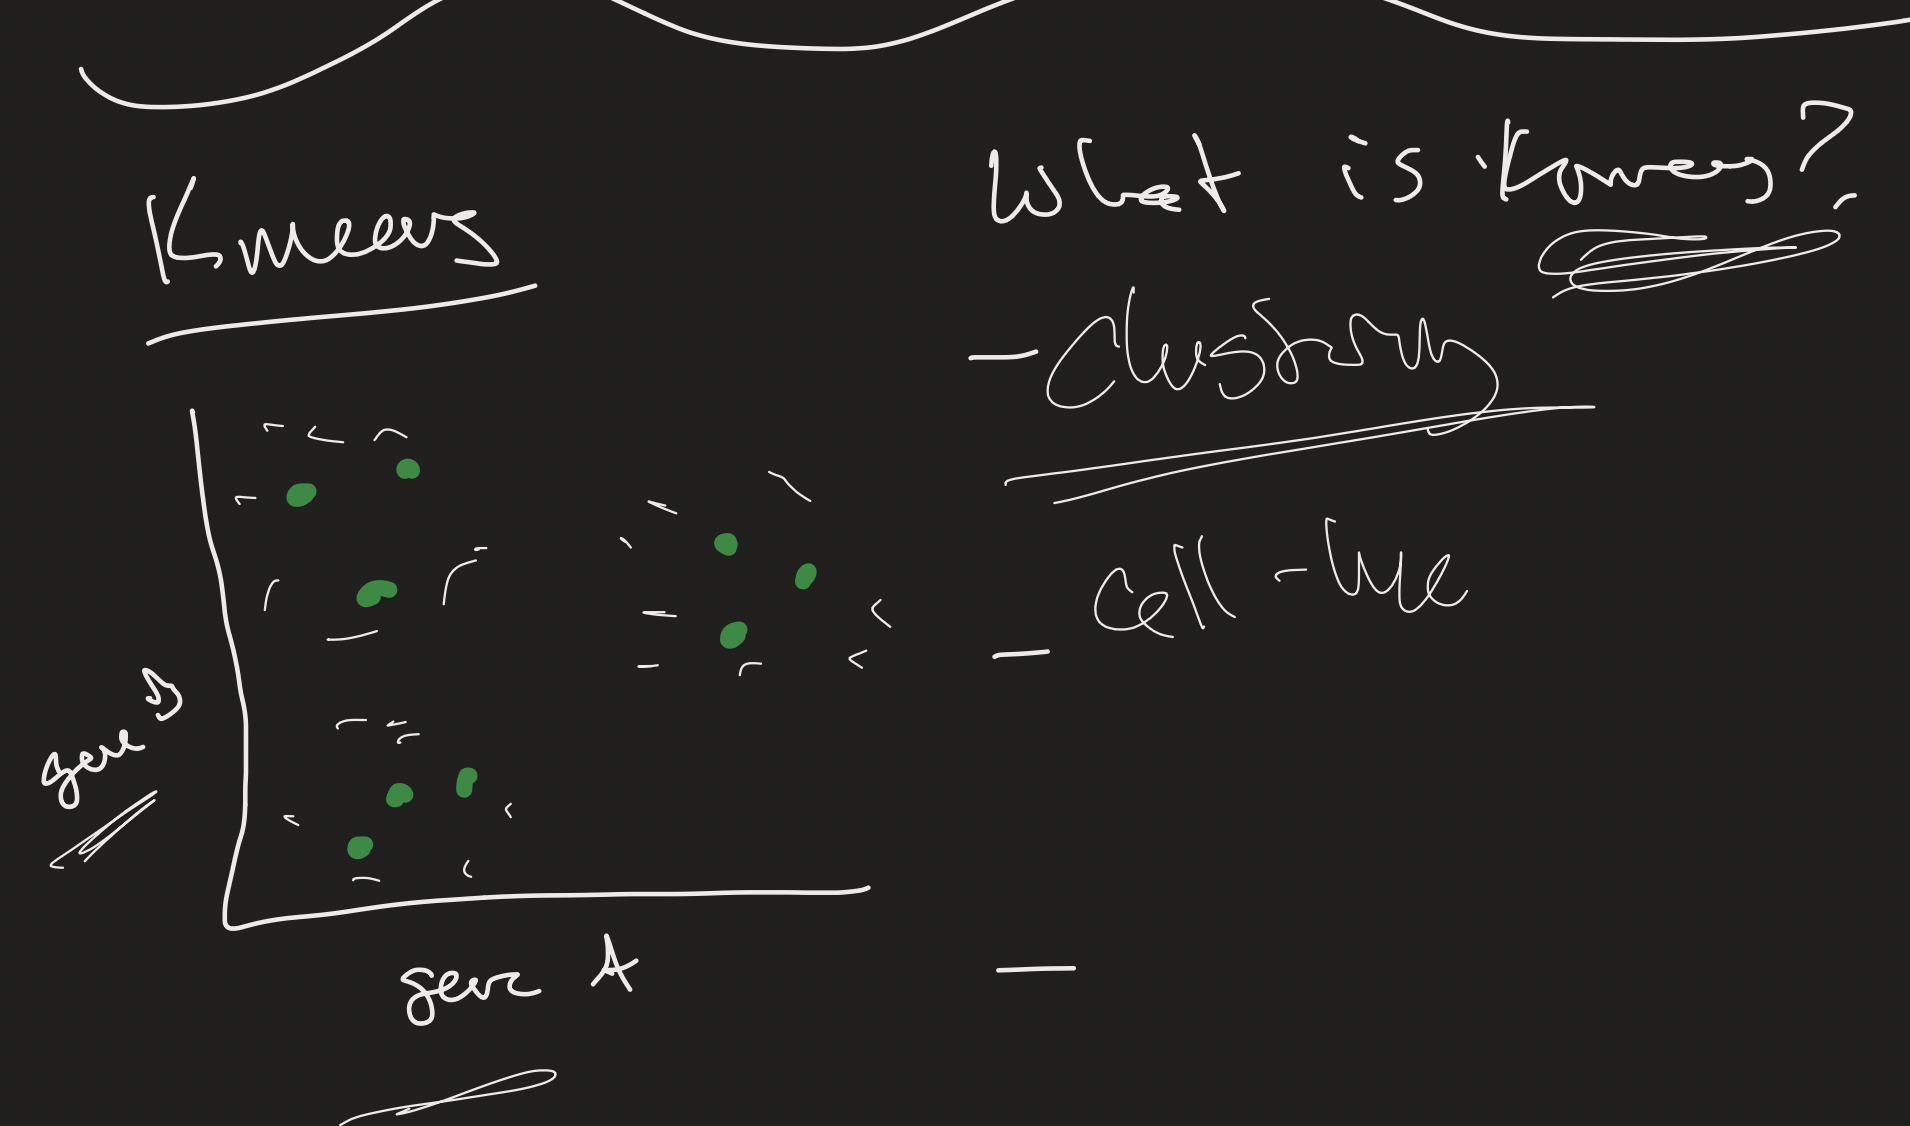 What is Kmeans?
Kmeans
- Clustering
cell-line
-
gene B
gene A
-